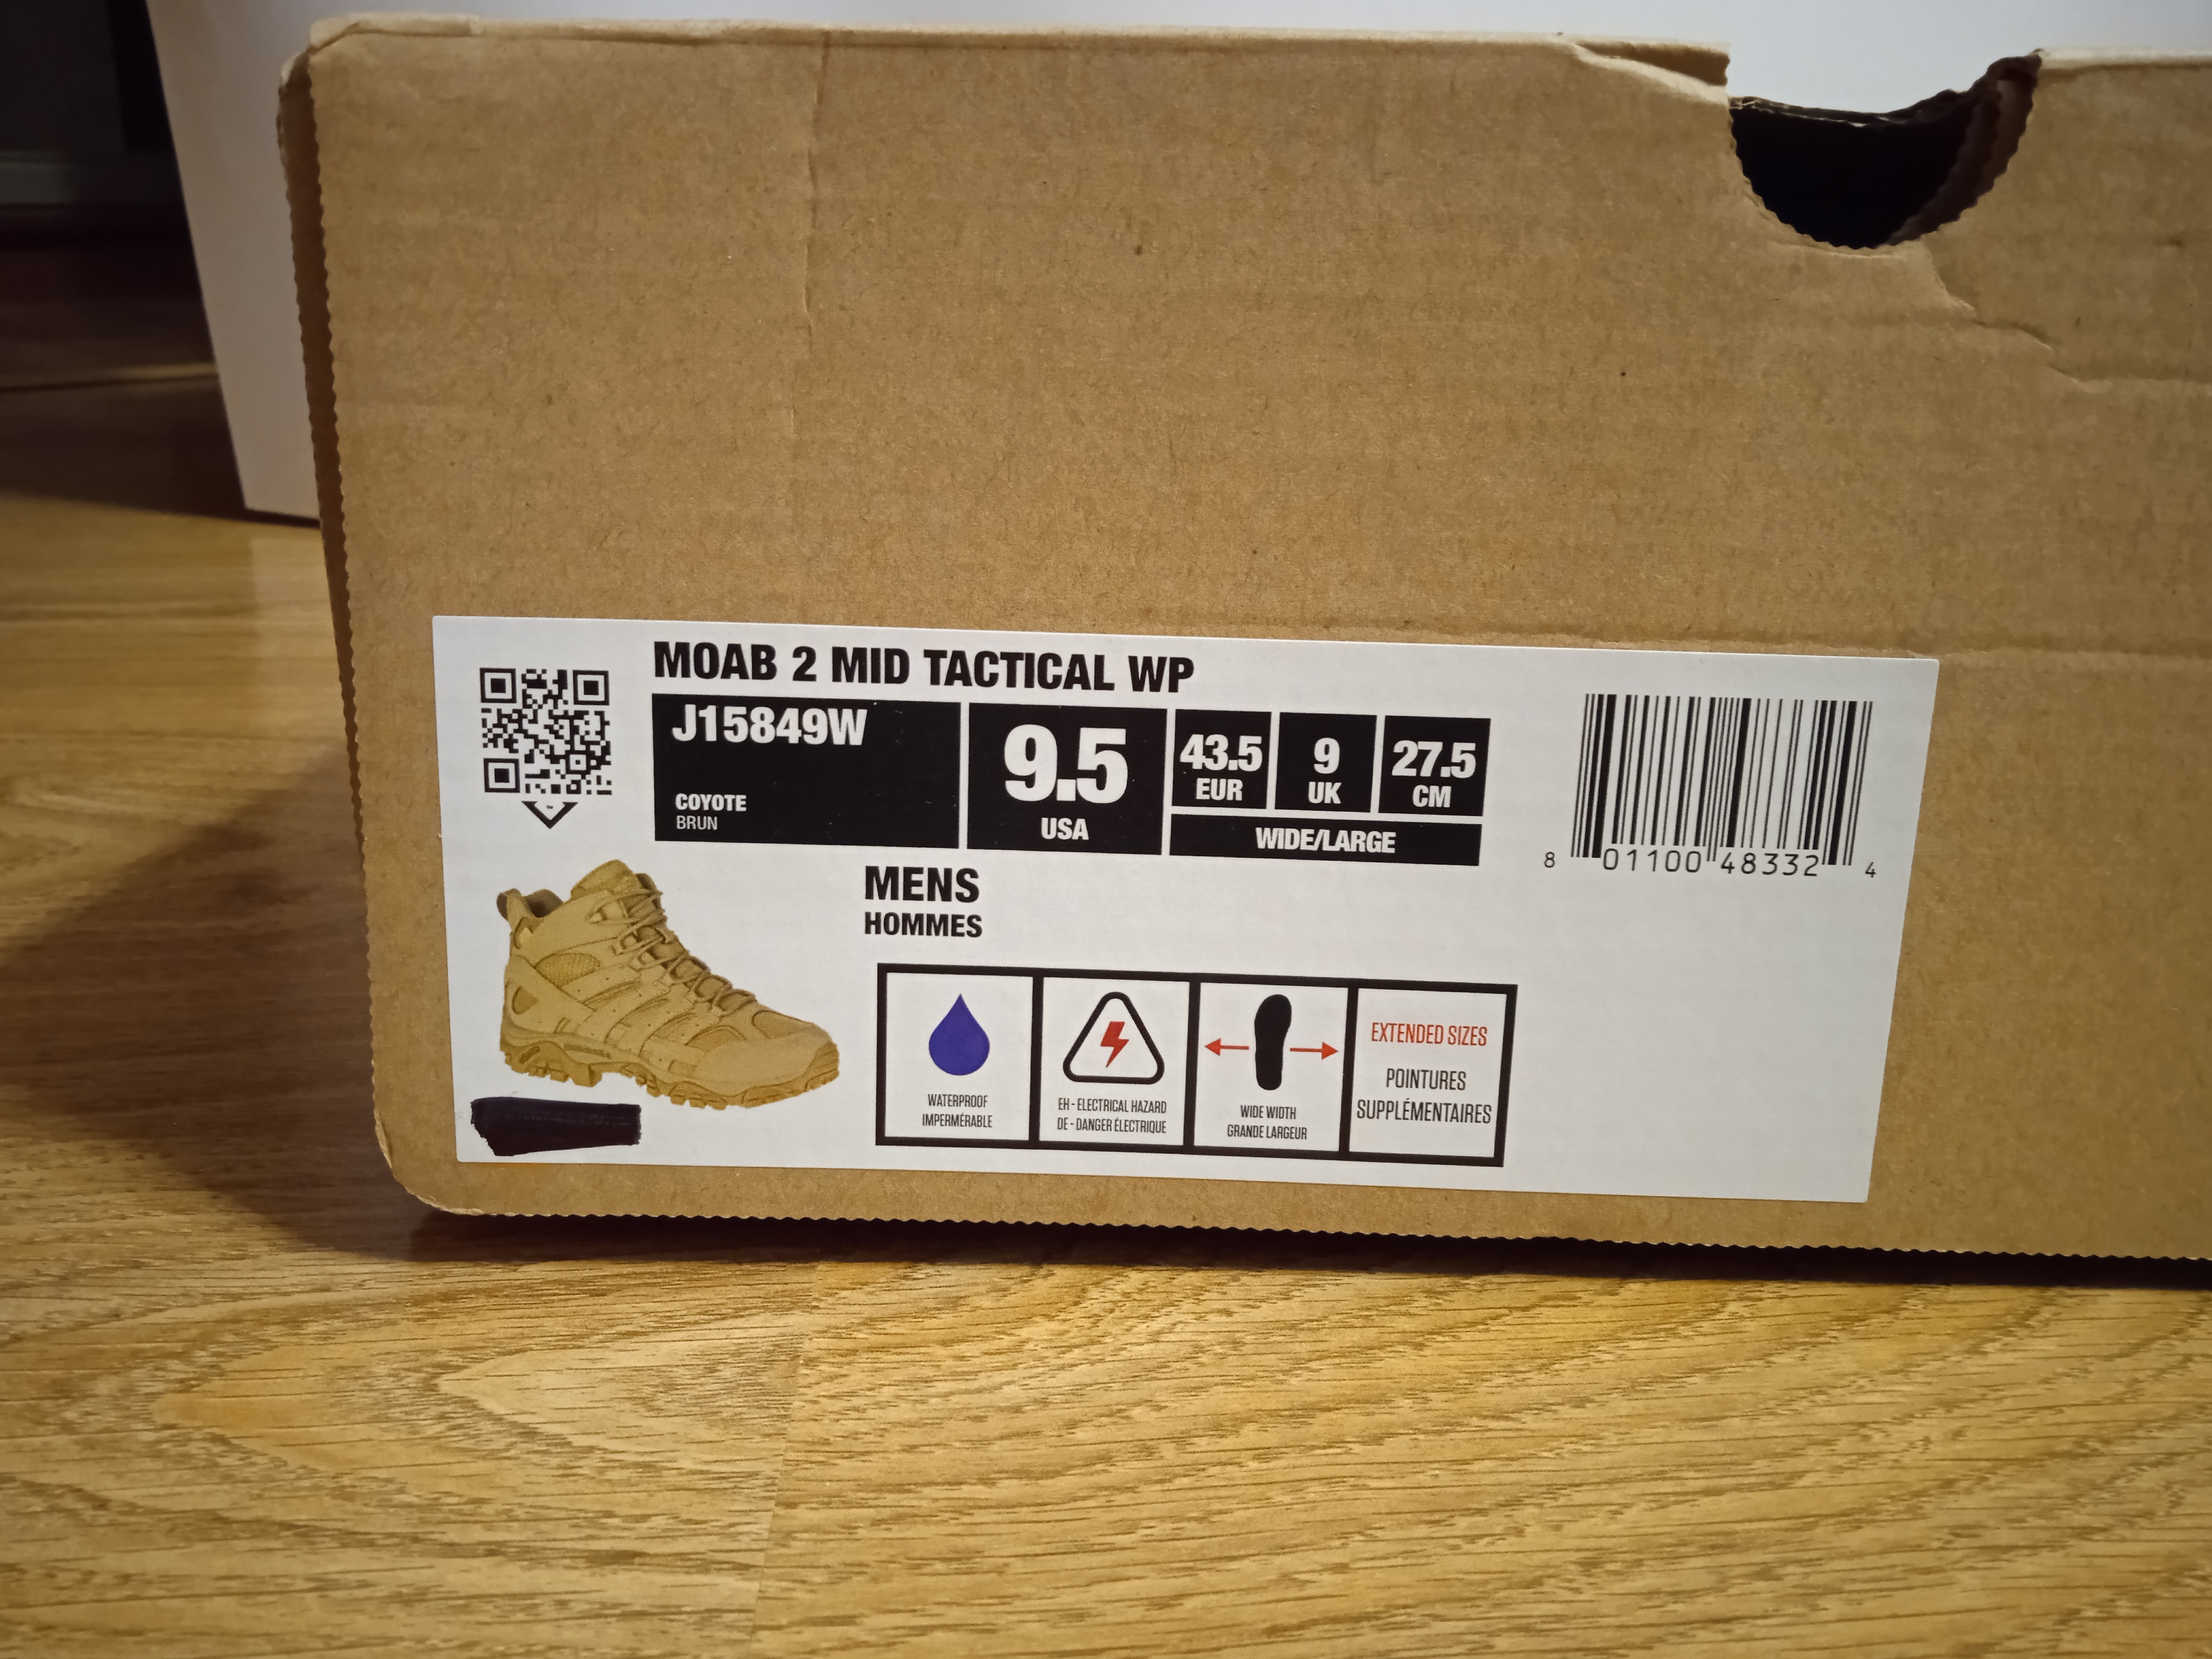 MOAB 2 MID TACTICAL WP
J15849W
COYOTE
BRUN
9.5
USA
43.5
EUR
9
UK
27.5
CM
WIDE/LARGE
8 01100 48332 4
MENS
HOMMES
WATERPROOF
IMPERMÉRABLE
EH - ELECTRICAL HAZARD
DE - DANGER ÉLECTRIQUE
WIDE WIDTH
GRANDE LARGEUR
EXTENDED SIZES
POINTURES
SUPPLÉMENTAIRES